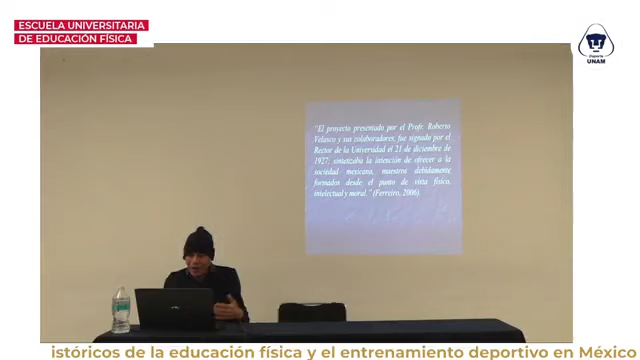 ESCUELA UNIVERSITARIA
DE EDUCACIÓN FÍSICA
Deporte
UNAM
"El proyecto presentado por el Profr. Roberto
Velasco y sus colaboradores, fue signado por el
Rector de la Universidad el 21 de diciembre de
1927; sintetizaba la intención de ofrecer a la
sociedad mexicana, maestros debidamente
formados desde el punto de vista físico,
intelectual y moral." (Ferreiro, 2006).
istóricos de la educación física y el entrenamiento deportivo en México